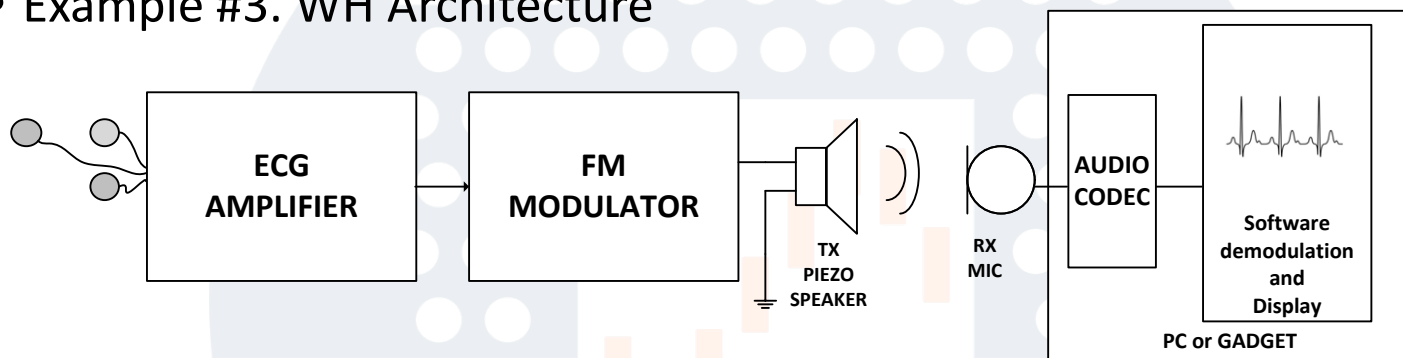 Example #3. WH Architecture
ECG
AMPLIFIER
FM
MODULATOR
TX
PIEZO
SPEAKER
RX
MIC
AUDIO
CODEC
Software
demodulation
and
Display
PC or GADGET